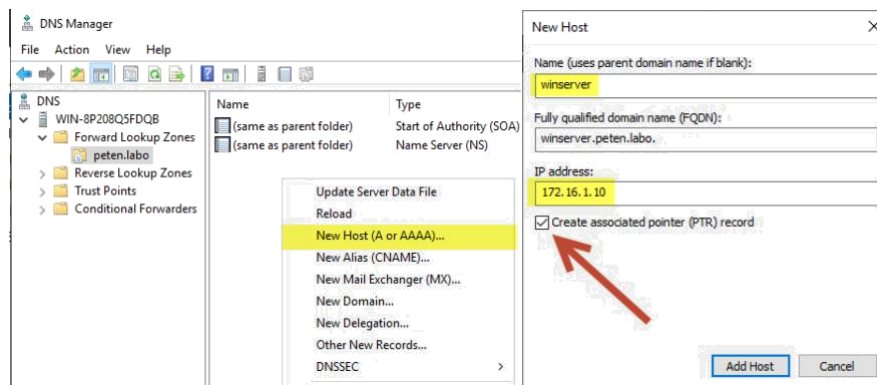 DNS Manager
File Action View Help
DNS
WIN-8P208Q5FDQB
Forward Lookup Zones
peten.labo
Reverse Lookup Zones
Trust Points
Conditional Forwarders
Name Type
(same as parent folder) Start of Authority (SOA)
(same as parent folder) Name Server (NS)
Update Server Data File
Reload
New Host (A or AAAA)...
New Alias (CNAME)...
New Mail Exchanger (MX)...
New Domain...
New Delegation...
Other New Records...
DNSSEC
New Host
Name (uses parent domain name if blank):
winserver
Fully qualified domain name (FQDN):
winserver.peten.labo.
IP address:
172.16.1.10
Create associated pointer (PTR) record
Add Host Cancel